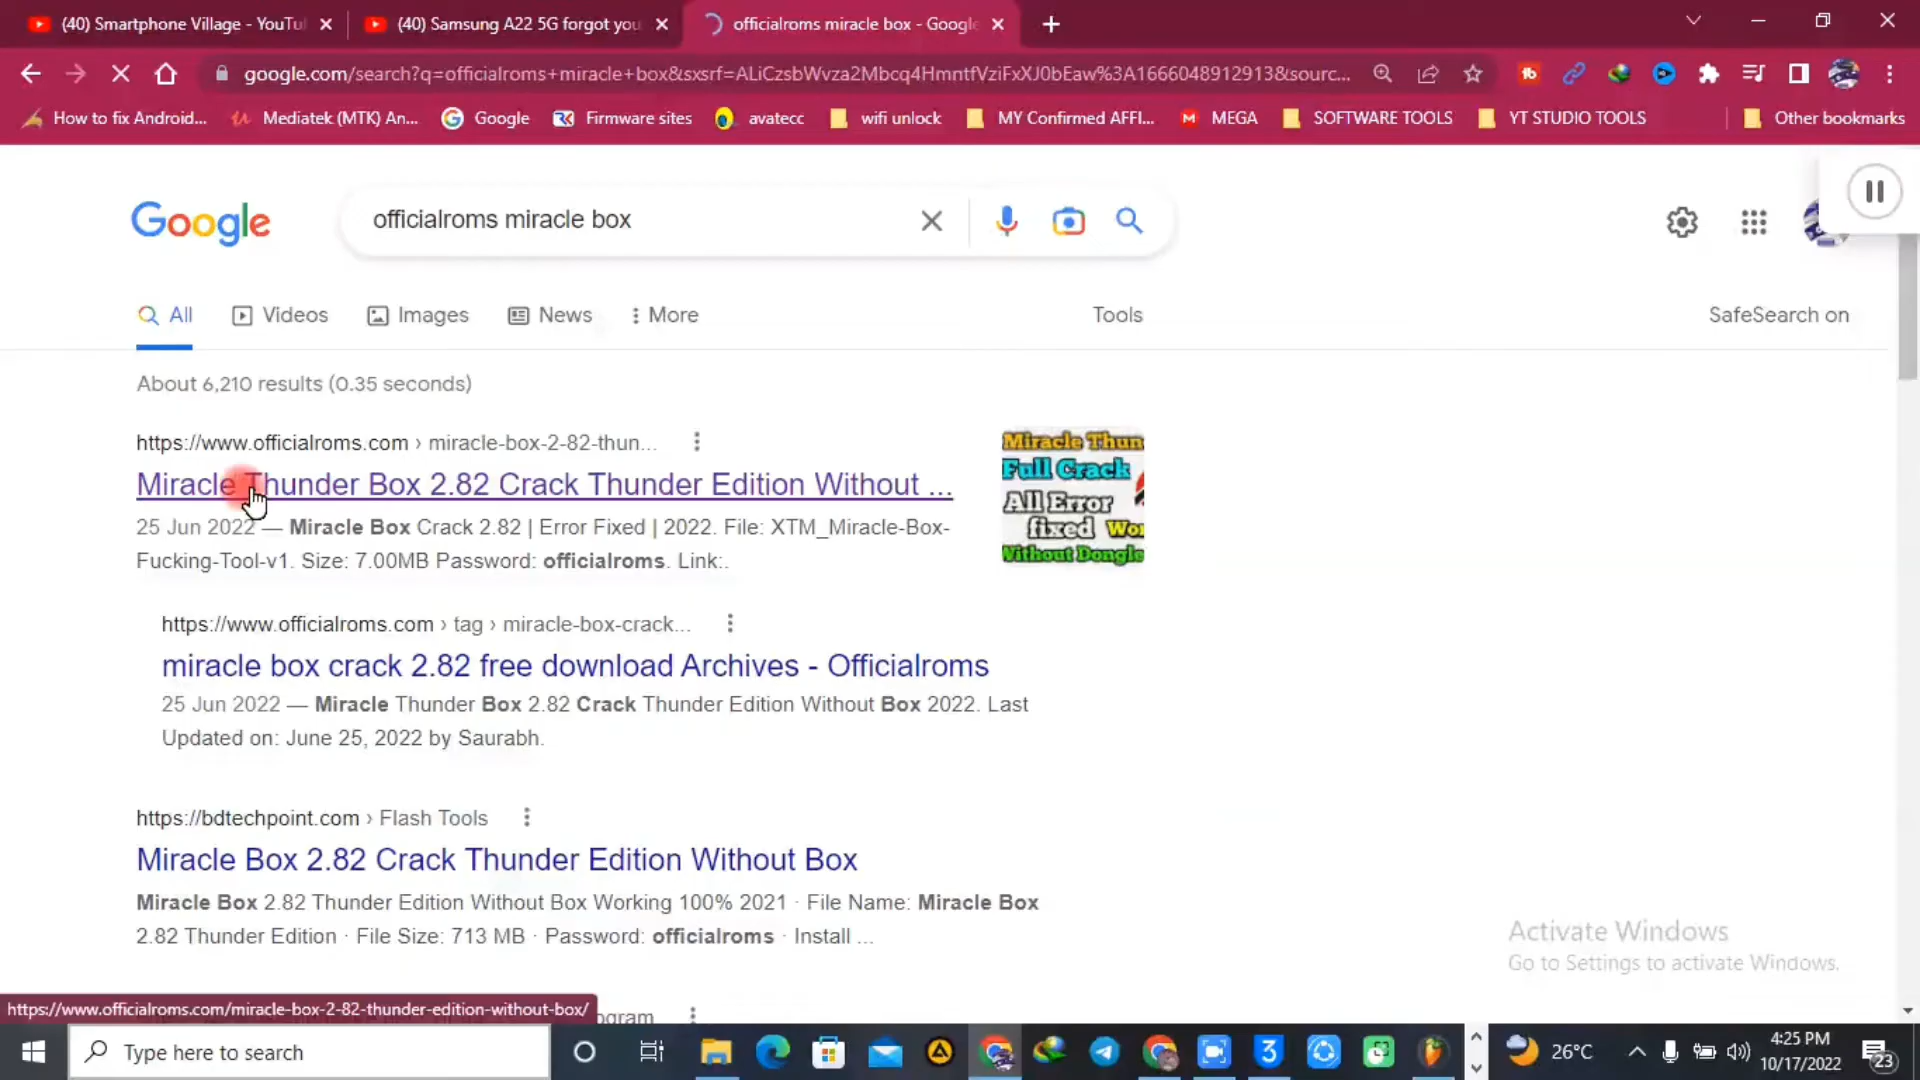 (40) Smartphone Village - YouTu
(40) Samsung A22 5G forgot you
officialroms miracle box - Google
google.com/search?q=officialroms+miracle+box&sxsrf=ALiCzsbWvza2Mbcq4HmntfVziFxXJ0bEaw%3A1666048912913&sourc...
How to fix Android...
Mediatek (MTK) An...
Google
Firmware sites
avatecc
wifi unlock
MY Confirmed AFFI...
MEGA
SOFTWARE TOOLS
YT STUDIO TOOLS
Other bookmarks
Google
officialroms miracle box
All
Videos
Images
News
More
Tools
SafeSearch on
About 6,210 results (0.35 seconds)
https://www.officialroms.com › miracle-box-2-82-thun...
Miracle Thunder Box 2.82 Crack Thunder Edition Without ...
25 Jun 2022 — Miracle Box Crack 2.82 | Error Fixed | 2022. File: XTM_Miracle-Box-
Fucking-Tool-v1. Size: 7.00MB Password: officialroms. Link:.
Miracle Thun
Full Crack
All Error
fixed Wo
Without Dongle
https://www.officialroms.com › tag › miracle-box-crack...
miracle box crack 2.82 free download Archives - Officialroms
25 Jun 2022 — Miracle Thunder Box 2.82 Crack Thunder Edition Without Box 2022. Last
Updated on: June 25, 2022 by Saurabh.
https://bdtechpoint.com › Flash Tools
Miracle Box 2.82 Crack Thunder Edition Without Box
Miracle Box 2.82 Thunder Edition Without Box Working 100% 2021 · File Name: Miracle Box
2.82 Thunder Edition · File Size: 713 MB · Password: officialroms · Install ...
Activate Windows
Go to Settings to activate Windows.
https://www.officialroms.com/miracle-box-2-82-thunder-edition-without-box/
ogram
Type here to search
26°C
4:25 PM
10/17/2022
23